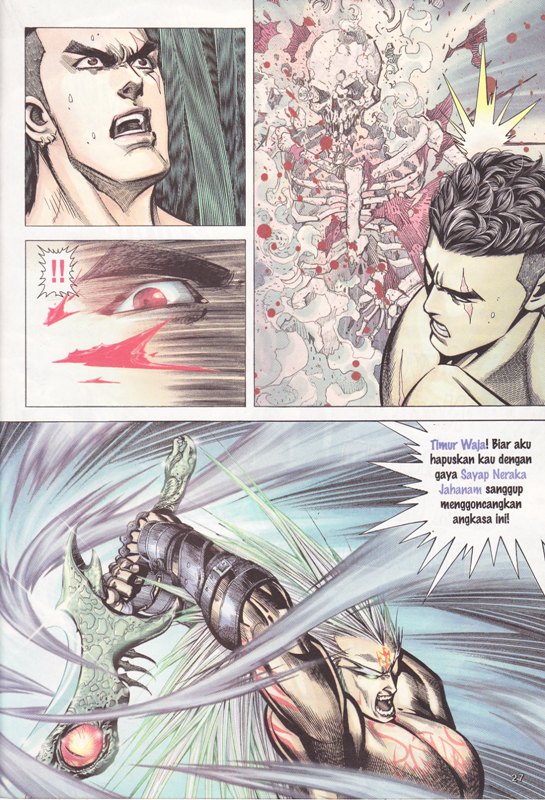 !!
Timur Waja! Biar aku
hapuskan kau dengan
gaya Sayap Neraka
Jahanam sanggup
menggoncangkan
angkasa ini!
27